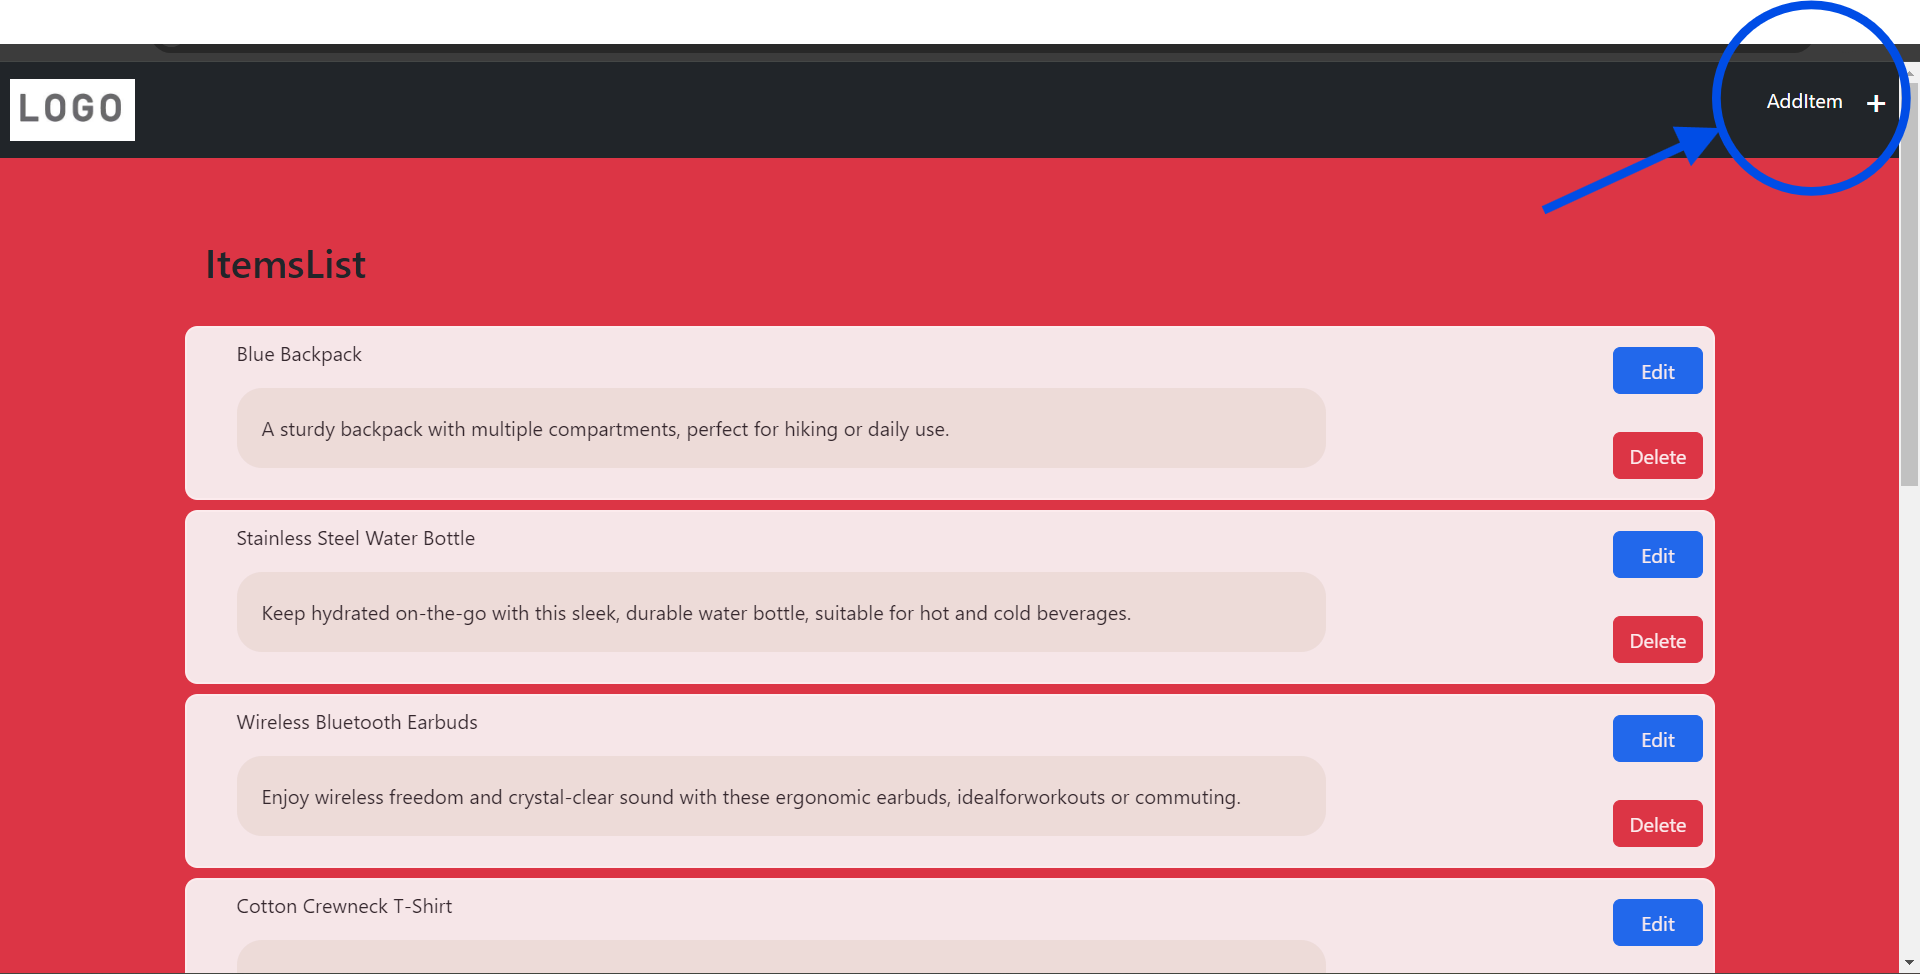 LOGO
AddItem +
ItemsList
Blue Backpack
Edit
A sturdy backpack with multiple compartments, perfect for hiking or daily use.
Delete
Stainless Steel Water Bottle
Edit
Keep hydrated on-the-go with this sleek, durable water bottle, suitable for hot and cold beverages.
Delete
Wireless Bluetooth Earbuds
Edit
Enjoy wireless freedom and crystal-clear sound with these ergonomic earbuds, idealforworkouts or commuting.
Delete
Cotton Crewneck T-Shirt
Edit